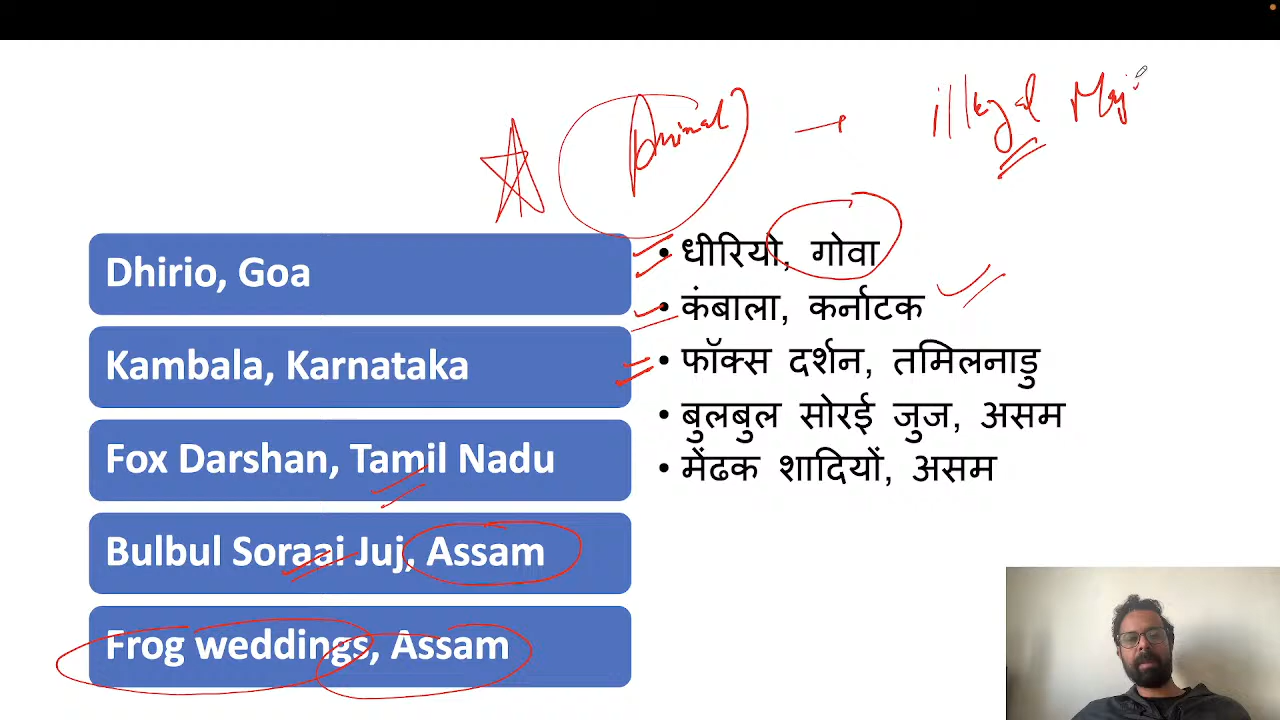 Animal → illegal
Dhirio, Goa
Kambala, Karnataka
Fox Darshan, Tamil Nadu
Bulbul Soraai Juj, Assam
Frog weddings, Assam
• धीरियो, गोवा
• कंबाला, कर्नाटक
• फॉक्स दर्शन, तमिलनाडु
• बुलबुल सोरई जुज, असम
• मेंढक शादियों, असम